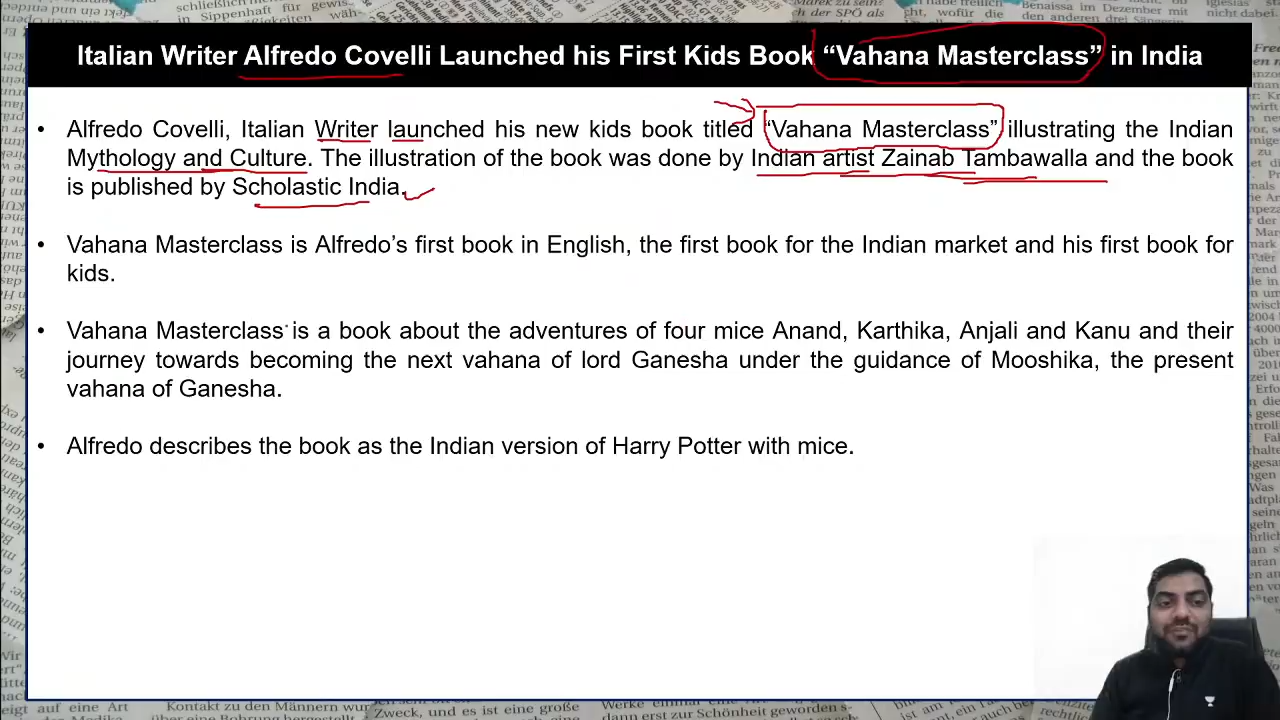 Italian Writer Alfredo Covelli Launched his First Kids Book “Vahana Masterclass” in India
• Alfredo Covelli, Italian Writer launched his new kids book titled “Vahana Masterclass” illustrating the Indian
Mythology and Culture. The illustration of the book was done by Indian artist Zainab Tambawalla and the book
is published by Scholastic India.
• Vahana Masterclass is Alfredo’s first book in English, the first book for the Indian market and his first book for
kids.
• Vahana Masterclass is a book about the adventures of four mice Anand, Karthika, Anjali and Kanu and their
journey towards becoming the next vahana of lord Ganesha under the guidance of Mooshika, the present
vahana of Ganesha.
• Alfredo describes the book as the Indian version of Harry Potter with mice.